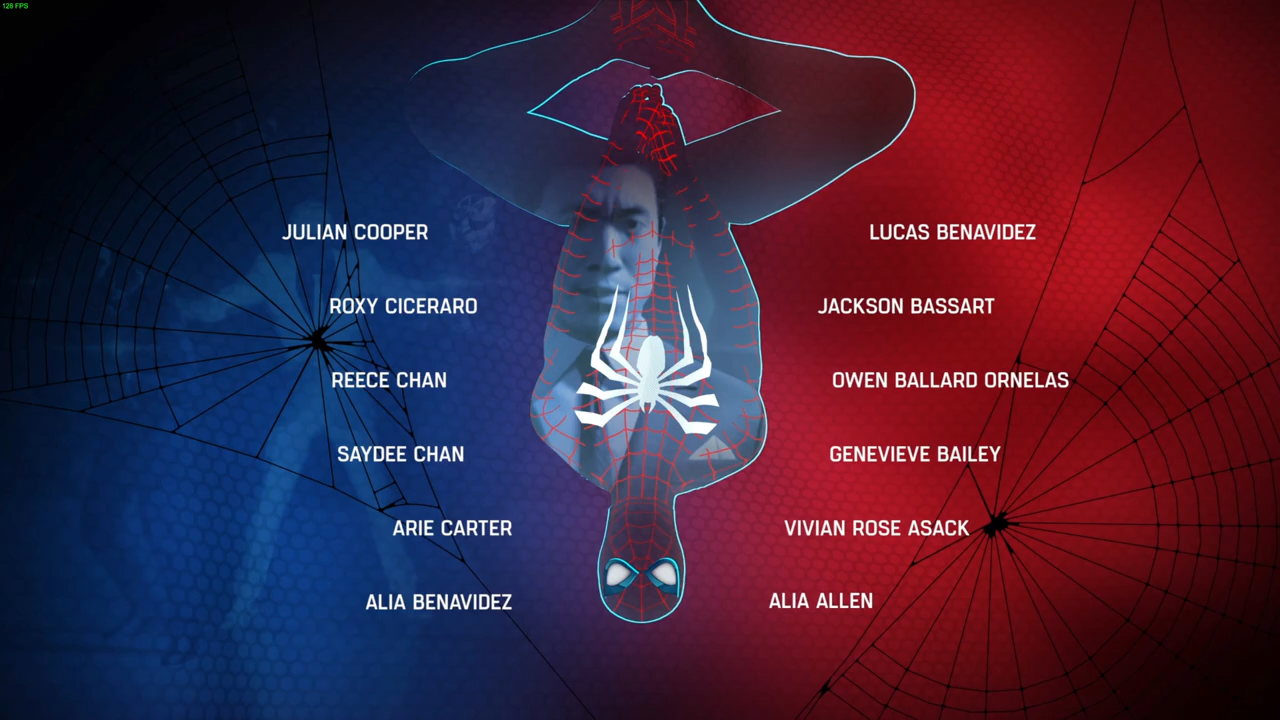 128 FPS
JULIAN COOPER
LUCAS BENAVIDEZ
ROXY CICERARO
JACKSON BASSART
REECE CHAN
OWEN BALLARD ORNELAS
SAYDEE CHAN
GENEVIEVE BAILEY
ARIE CARTER
VIVIAN ROSE ASACK
ALIA BENAVIDEZ
ALIA ALLEN